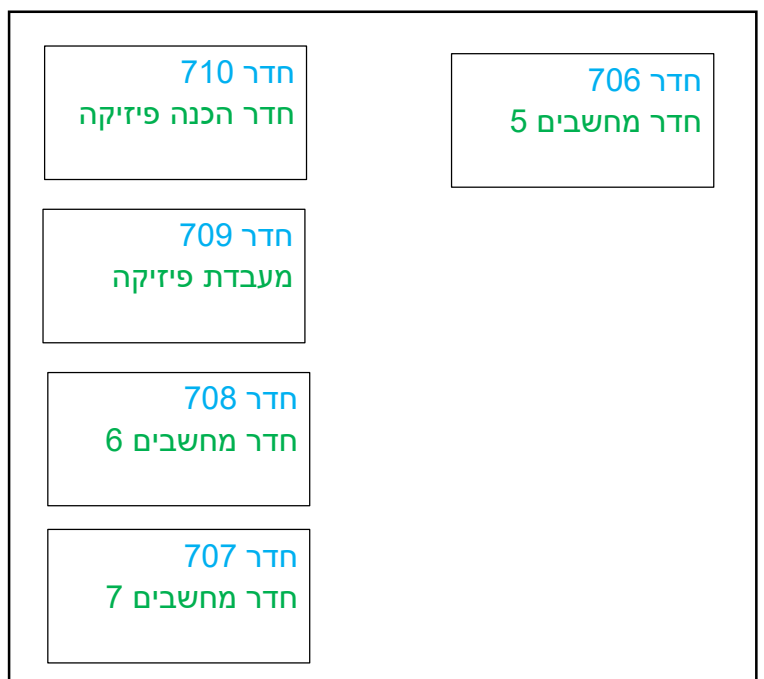 חדר 706
חדר מחשבים 5
חדר 710
חדר הכנה פיזיקה
חדר 709
מעבדת פיזיקה
חדר 708
חדר מחשבים 6
חדר 707
חדר מחשבים 7